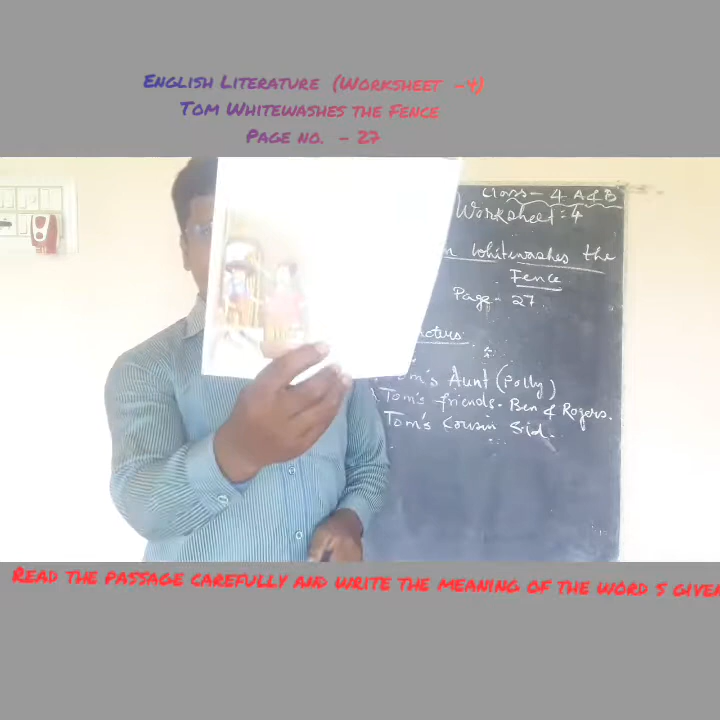 ENGLISH LITERATURE (WORKSHEET -4)
TOM WHITEWASHES THE FENCE
PAGE NO. - 27
Class - 4 A & B
Worksheet : 4
Whitewashes the
Fence
Page - 27
Tom's Aunt (Polly)
Tom's friends - Ben & Rogers.
Tom's Cousin Sid.
READ THE PASSAGE CAREFULLY AND WRITE THE MEANING OF THE WORD S GIVEN